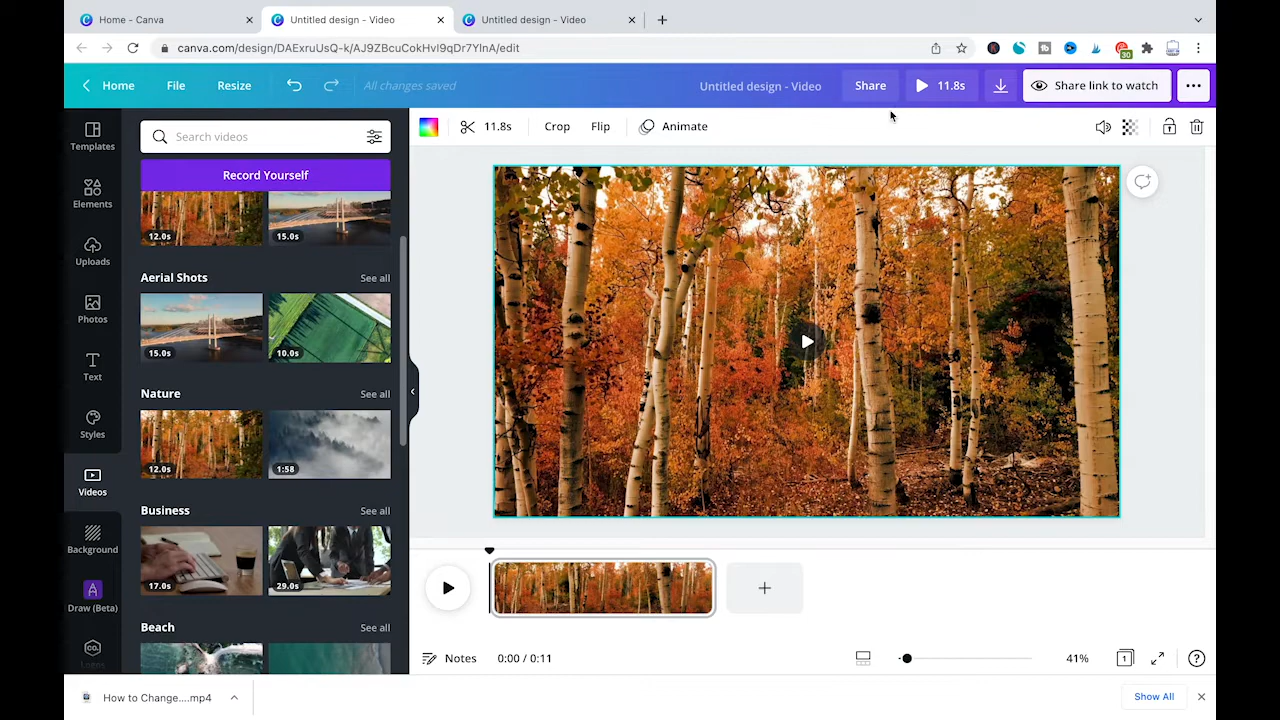 Home - Canva
Untitled design - Video
Untitled design - Video
canva.com/design/DAExruUsQ-k/AJ9ZBcuCokHvI9qDr7YlnA/edit
30
Home
File
Resize
All changes saved
Untitled design - Video
Share
11.8s
Share link to watch
Templates
Elements
Uploads
Photos
Text
Styles
Videos
Background
Draw (Beta)
Logos
Search videos
Record Yourself
12.0s
15.0s
Aerial Shots
See all
15.0s
10.0s
Nature
See all
12.0s
1:58
Business
See all
17.0s
29.0s
Beach
See all
11.8s
Crop
Flip
Animate
Notes
0:00 / 0:11
41%
1
How to Change....mp4
Show All